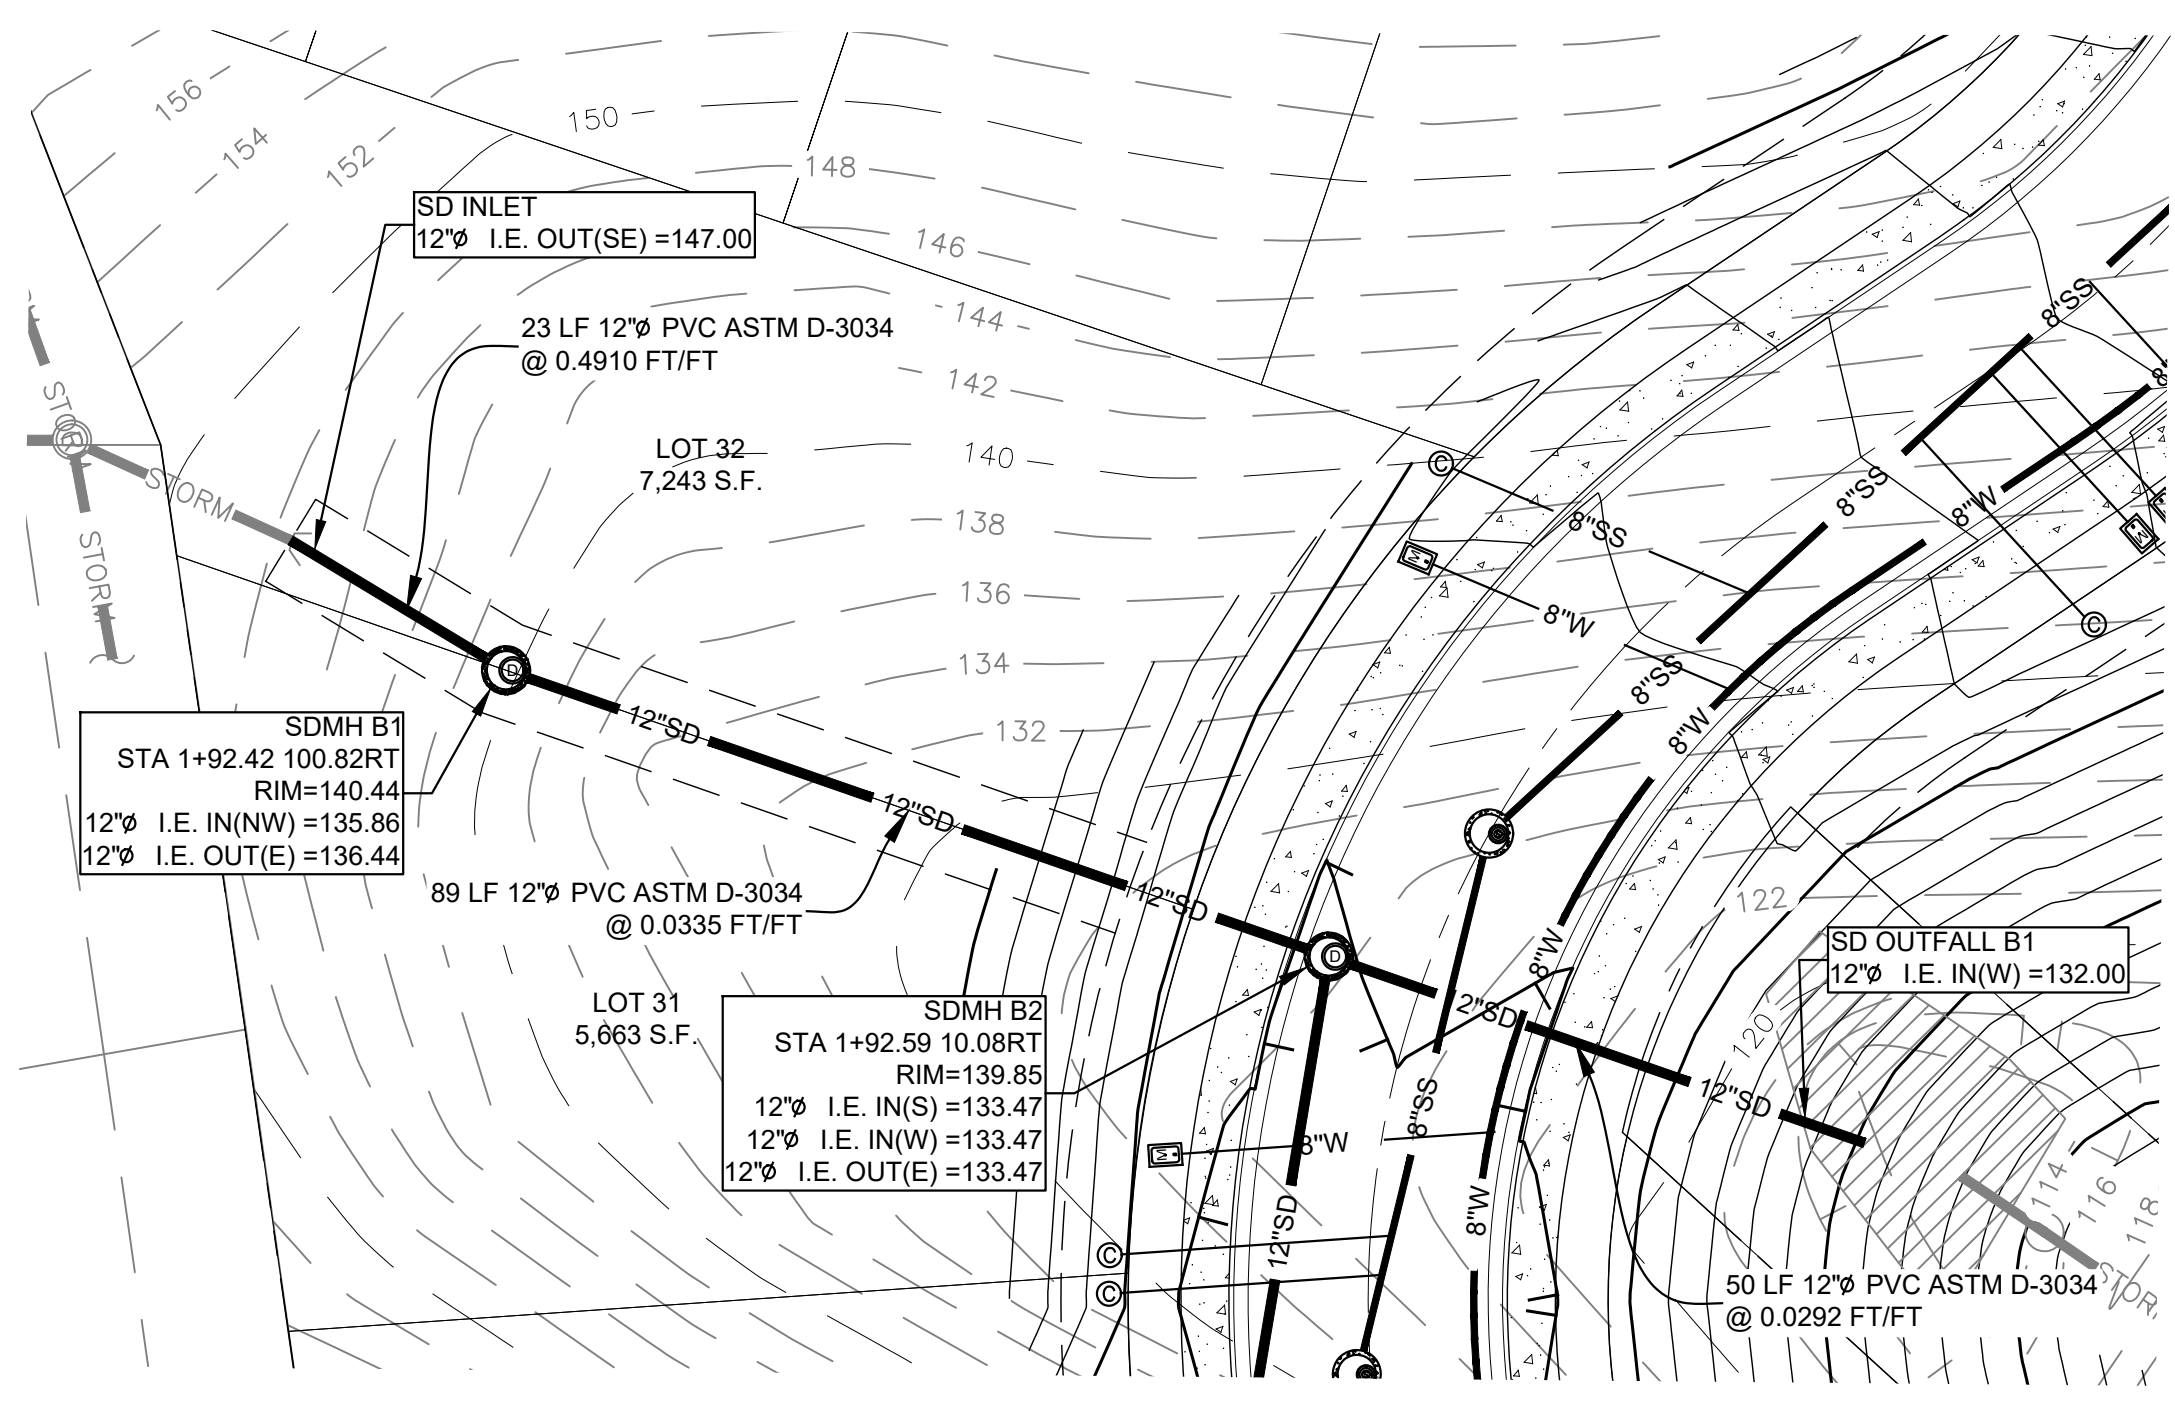 156
154
152
150
148
SD INLET
12"ø I.E. OUT(SE) =147.00
146
144
142
140
138
136
134
132
23 LF 12"ø PVC ASTM D-3034
@ 0.4910 FT/FT
LOT 32
7,243 S.F.
STORM
STORM
STORM
D
SDMH B1
STA 1+92.42 100.82RT
RIM=140.44
12"ø I.E. IN(NW) =135.86
12"ø I.E. OUT(E) =136.44
12"SD
12"SD
12"SD
89 LF 12"ø PVC ASTM D-3034
@ 0.0335 FT/FT
LOT 31
5,663 S.F.
SDMH B2
STA 1+92.59 10.08RT
RIM=139.85
12"ø I.E. IN(S) =133.47
12"ø I.E. IN(W) =133.47
12"ø I.E. OUT(E) =133.47
D
C
M
8"SS
8"W
8"SS
8"SS
8"SS
8"W
8"W
8"W
M
C
2"SD
12"SD
122
120
SD OUTFALL B1
12"ø I.E. IN(W) =132.00
M
8"W
8"SS
8"W
12"SD
C
C
114
116
118
50 LF 12"ø PVC ASTM D-3034
@ 0.0292 FT/FT